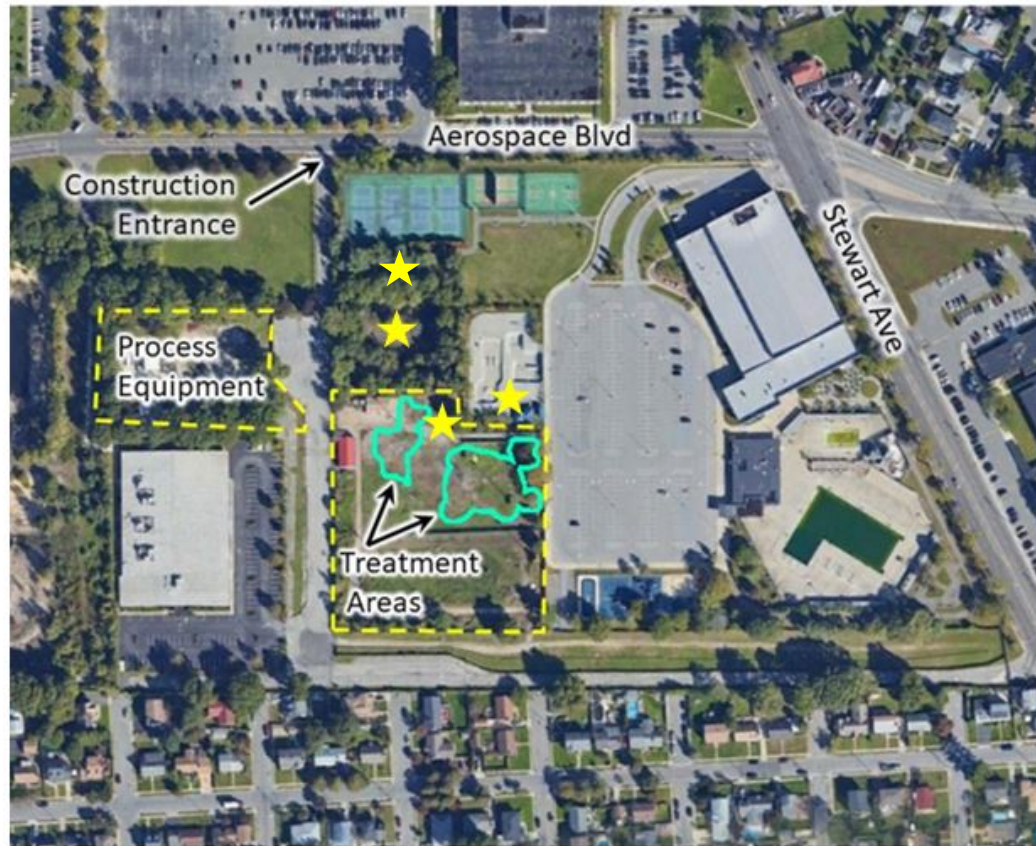 Aerospace Blvd
Construction
Entrance
Stewart Ave
Process
Equipment
Treatment
Areas